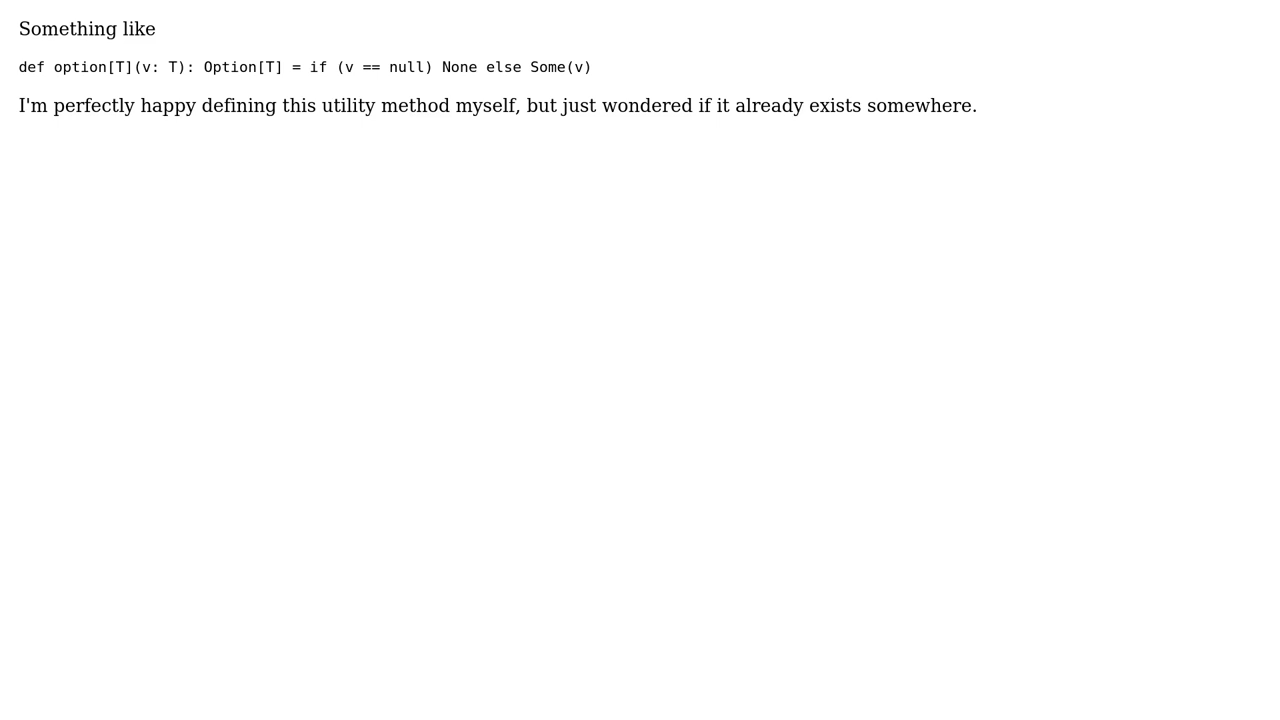 Something like
def option[T](v: T): Option[T] = if (v == null) None else Some(v)
I'm perfectly happy defining this utility method myself, but just wondered if it already exists somewhere.